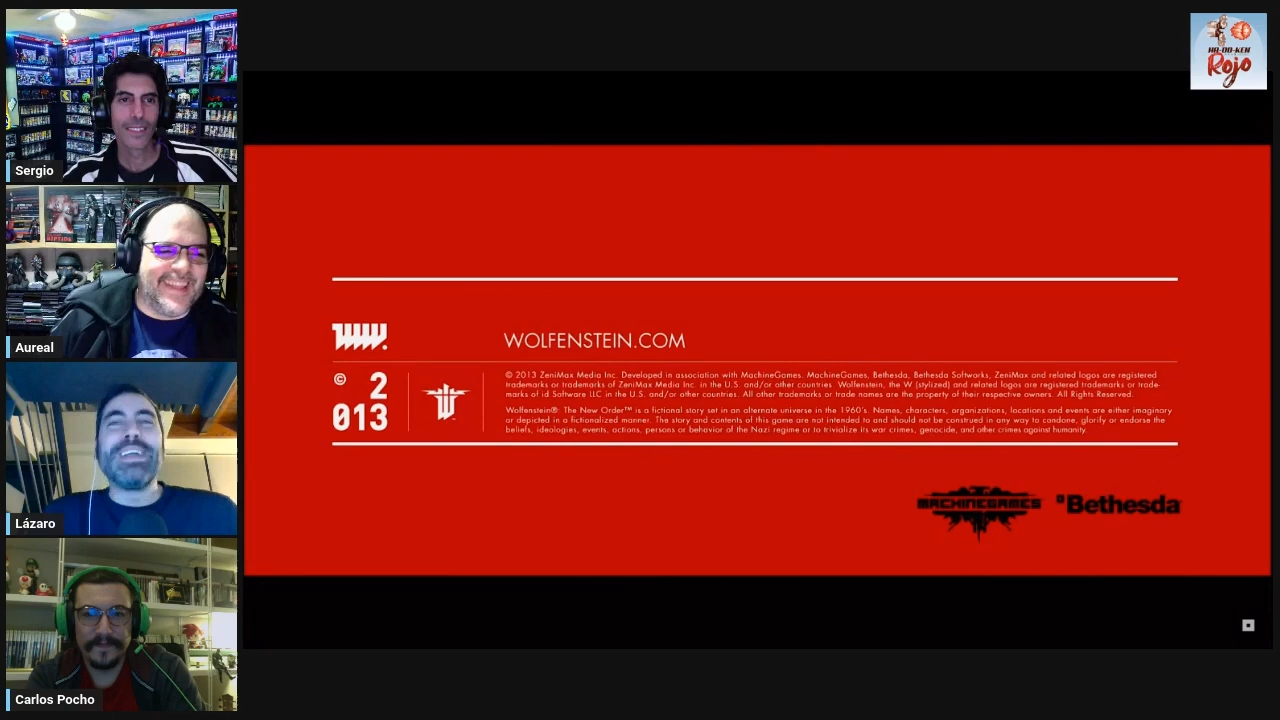 Sergio
Aureal
Lázaro
Carlos Pocho
HA-DO-KEN
Rojo
WOLFENSTEIN.COM
© 2
013
© 2013 ZeniMax Media Inc. Developed in association with MachineGames. MachineGames, Bethesda, Bethesda Softworks, ZeniMax and related logos are registered
trademarks or trademarks of ZeniMax Media Inc. in the U.S. and/or other countries. Wolfenstein, the W (stylized) and related logos are registered trademarks or trade-
marks of id Software LLC in the U.S. and/or other countries. All other trademarks or trade names are the property of their respective owners. All Rights Reserved.
Wolfenstein®: The New Order™ is a fictional story set in an alternate universe in the 1960's. Names, characters, organizations, locations and events are either imaginary
or depicted in a fictionalized manner. The story and contents of this game are not intended to and should not be construed in any way to condone, glorify or endorse the
beliefs, ideologies, events, actions, persons or behavior of the Nazi regime or to trivialize its war crimes, genocide, and other crimes against humanity.
MACHINEGAMES
Bethesda